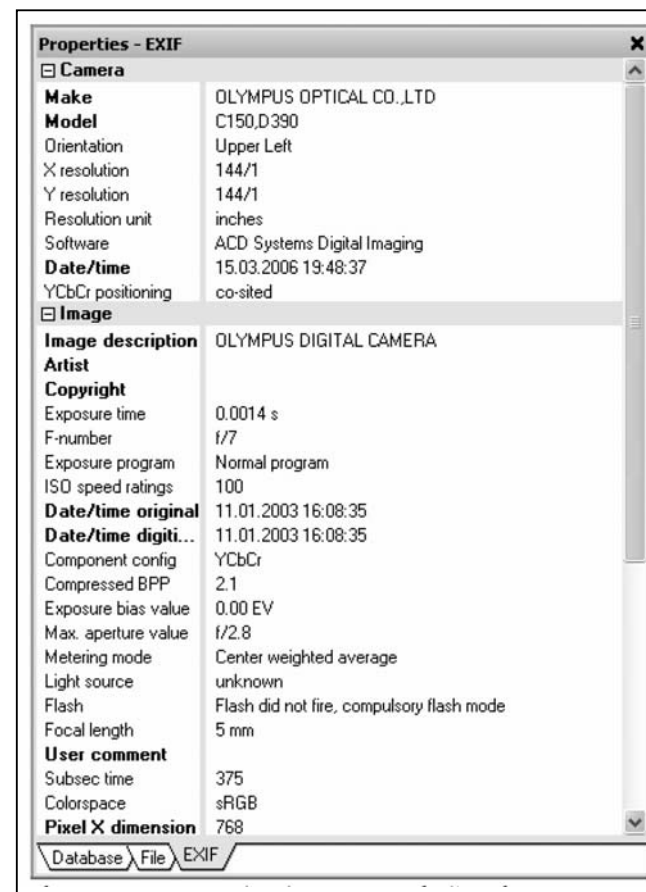 Properties - EXIF
Camera
Make OLYMPUS OPTICAL CO.,LTD
Model C150,D390
Orientation Upper Left
X resolution 144/1
Y resolution 144/1
Resolution unit inches
Software ACD Systems Digital Imaging
Date/time 15.03.2006 19:48:37
YCbCr positioning co-sited
Image
Image description OLYMPUS DIGITAL CAMERA
Artist
Copyright
Exposure time 0.0014 s
F-number f/7
Exposure program Normal program
ISO speed ratings 100
Date/time original 11.01.2003 16:08:35
Date/time digiti... 11.01.2003 16:08:35
Component config YCbCr
Compressed BPP 2.1
Exposure bias value 0.00 EV
Max. aperture value f/2.8
Metering mode Center weighted average
Light source unknown
Flash Flash did not fire, compulsory flash mode
Focal length 5 mm
User comment
Subsec time 375
Colorspace sRGB
Pixel X dimension 768
Database File EXIF